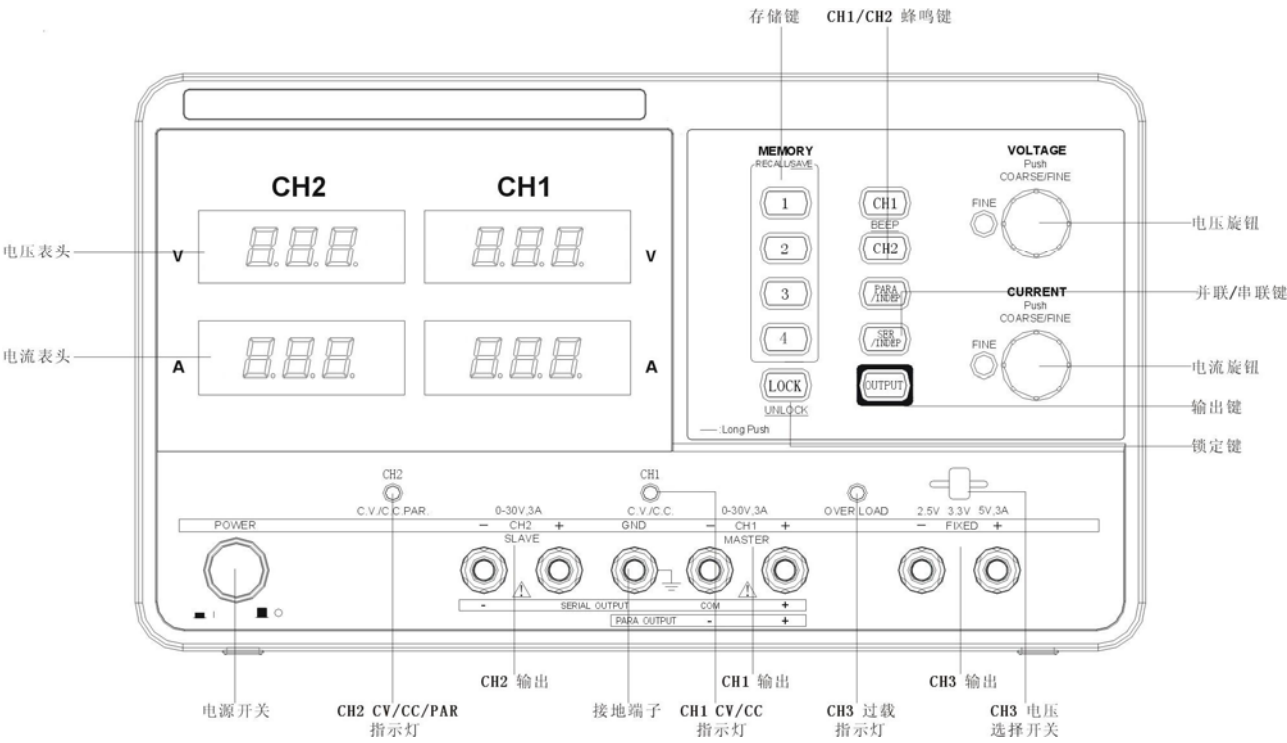 存储键 CH1/CH2 蜂鸣键
MEMORY
RECALL/SAVE
VOLTAGE
Push
COARSE/FINE
CH2 CH1
1 CH1 FINE
BEEP
电压旋钮
电压表头 V V
2 CH2
3 PARA
/INDEP
CURRENT
Push
COARSE/FINE
并联/串联键
4 SER
/INDEP
FINE
电流表头 A A
电流旋钮
LOCK OUTPUT
UNLOCK
输出键
:Long Push
锁定键
CH2 CH1
C.V./C.C.PAR. 0-30V,3A C.V./C.C. 0-30V,3A OVER LOAD 2.5V 3.3V 5V,3A
POWER - CH2 + GND - CH1 + - FIXED +
SLAVE MASTER
- SERIAL OUTPUT COM +
PARA OUTPUT - +
CH2 输出 CH1 输出 CH3 输出
电源开关 CH2 CV/CC/PAR 接地端子 CH1 CV/CC CH3 过载 CH3 电压
指示灯 指示灯 指示灯 选择开关